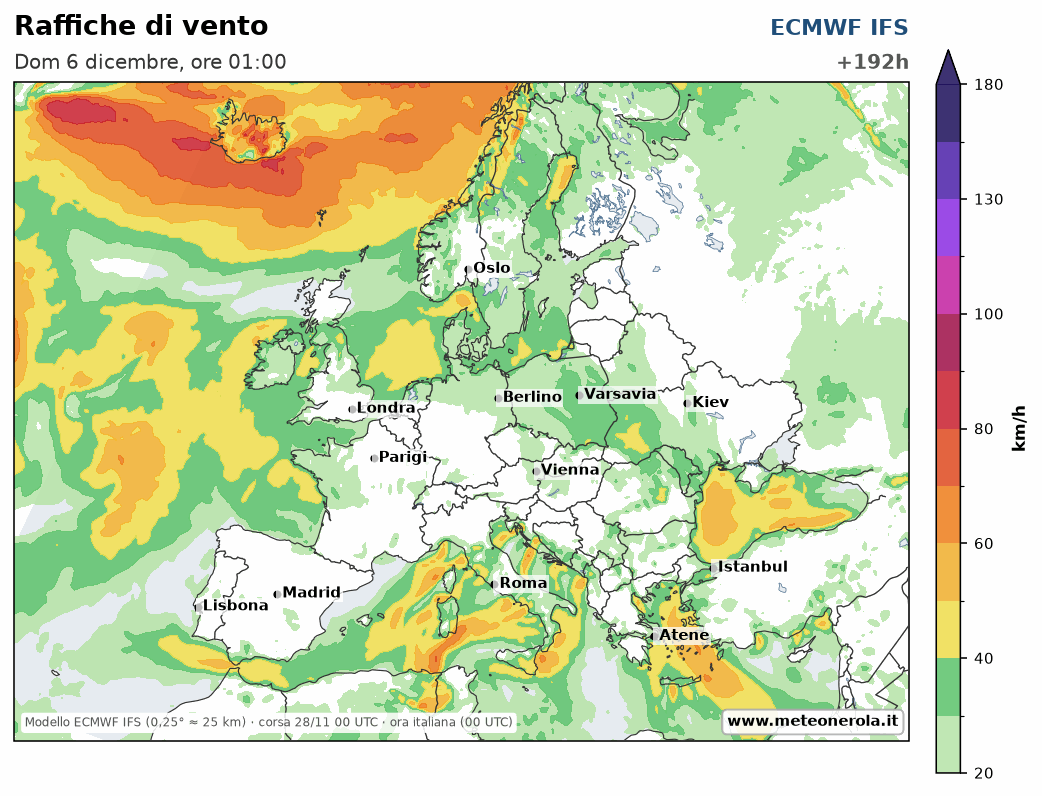 Raffiche di vento
ECMWF IFS
Dom 6 dicembre, ore 01:00
+192h
180
130
100
80
60
40
20
km/h
Oslo
Londra
Berlino
Varsavia
Kiev
Parigi
Vienna
Istanbul
Roma
Madrid
Lisbona
Atene
Modello ECMWF IFS (0,25° ≈ 25 km) · corsa 28/11 00 UTC · ora italiana (00 UTC)
www.meteonerola.it